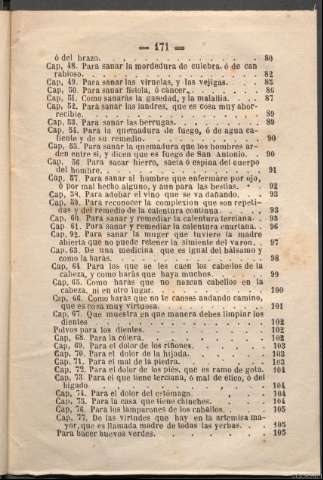 — 171 —
ó del brazo. . . . . . . . . . . 80
Cap, 48. Para sanar la mordedura de culebra. ó de can
rabioso. . . . . . . . . . . . 82
Cap, 49. Para sanar las viruelas, y las vejigas. . . 85
Cap, 50. Para sanar fistola, ó cáncer. . . . . . 86
Cap, 51. Como sanarás la gasedad, y la malatia. . . 87
Cap, 52. Para sanar las landres, que es cosa muy abor-
recible. . . . . . . . . . . . 89
Cap, 53. Para sanar las berrugas. . . . . . . 89
Cap, 54. Para la quemadura de fuego, ó de agua ca-
liente y de su remedio. . . . . . . . . 90
Cap, 55. Para sanar la quemadura que los hombres ar-
den entre sí, y dicen que es fuego de San Antonio. . 90
Cap, 56 Para sacar hierro, saeta ó espina del cuerpo
del hombre. . . . . . . . . . . 91
Cap, 57. Para sanar al hombre que enfermare por ojo,
ó por mal hecho alguno, y aun para las bestias. . . 92
Cap, 58. Para adobar el vino que se va dañando. . . 93
Cap, 59. Para reconocer la complexion que son repeti-
das y del remedio de la calentura continua. . . . 93
Cap, 60. Para sanar y remediar la calentura terciana. . 95
Cap, 61. Para sanar y remediar la calentura cuartana. . 96
Cap, 62. Para sanar la muger que tuviere la madre
abierta que no puede retener la simiente del varon. . 97
Cap, 63. De una medicina que es igual del bálsamo y
como la harás. . . . . . . . . . 98
Cap, 64. Para los que se les caen los cabellos de la
cabeza, y como harás que haya muchos. . . . 99
Cap, 65. Como harás que no nazcan cabellos en la
cabeza, ni en otro lugar. . . . . . . . 100
Cap, 66. Como harás que no te canses andando camino,
que es cosa muy virtuosa. . . . . . . . 101
Cap, 67. Que muestra en que manera debes limpiar los
dientes . . . . . . . . . . . 102
Polvos para los dientes. . . . . . . . . 102
Cap, 68. Para la cólera. . . . . . . . . 102
Cap, 69. Para el dolor de los riñones. . . . . . 103
Cap, 70. Para el dolor de la hijada. . . . . . 103
Cap, 71. Para el mal de la piedra. . . . . . . 103
Cap, 72. Para el dolor de los piés, que es ramo de gota. 104
Cap, 73. Para el que tiene terciana, ó mal de ético, ó del
hígado. . . . . . . . . . . . 104
Cap, 74. Para el dolor del estómago. . . . . . 104
Cap, 75. Para la casa que tiene chinches. . . . . 104
Cap, 76. Para los lamparones de los caballos. . . . 105
Cap, 77. De las virtudes que hay en la artemisa ma-
yor, que es llamada madre de todas las yerbas. . . 105
Para hacer huevos verdes. . . . . . . . 105